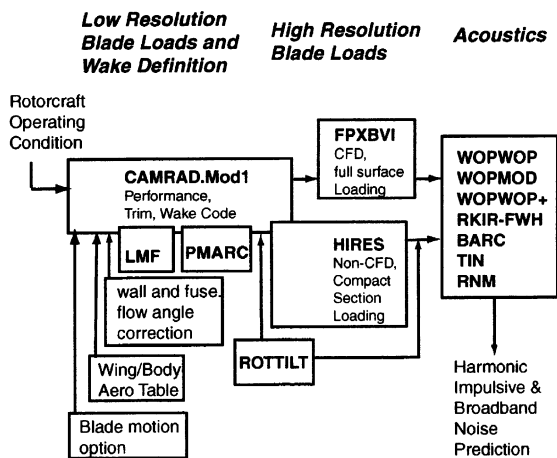 Low Resolution
Blade Loads and
Wake Definition
High Resolution
Blade Loads
Acoustics
Rotorcraft
Operating
Condition
CAMRAD.Mod1
Performance,
Trim, Wake Code
LMF
PMARC
wall and fuse.
flow angle
correction
Wing/Body
Aero Table
Blade motion
option
FPXBVI
CFD,
full surface
Loading
HIRES
Non-CFD,
Compact
Section
Loading
ROTTILT
WOPWOP
WOPMOD
WOPWOP+
RKIR-FWH
BARC
TIN
RNM
Harmonic
Impulsive &
Broadband
Noise
Prediction